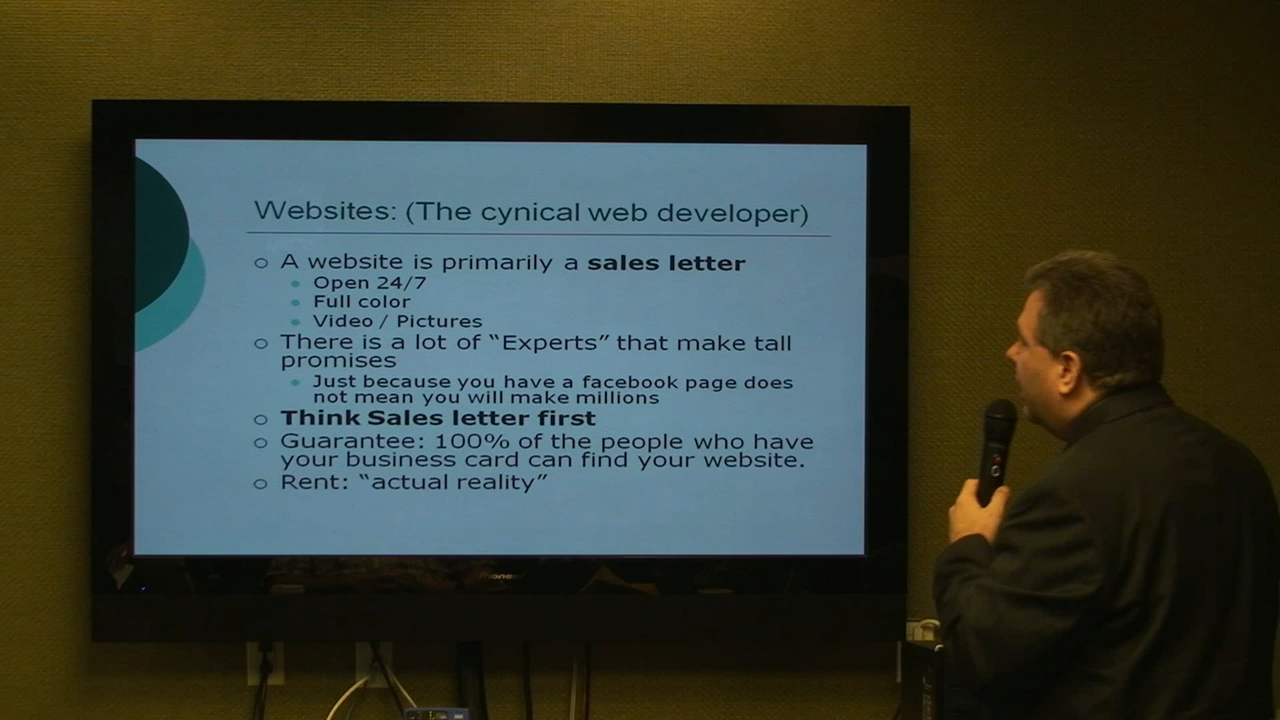 Websites: (The cynical web developer)
A website is primarily a sales letter
Open 24/7
Full color
Video / Pictures
There is a lot of “Experts” that make tall
promises
Just because you have a facebook page does
not mean you will make millions
Think Sales letter first
Guarantee: 100% of the people who have
your business card can find your website.
Rent: “actual reality”
Pioneer